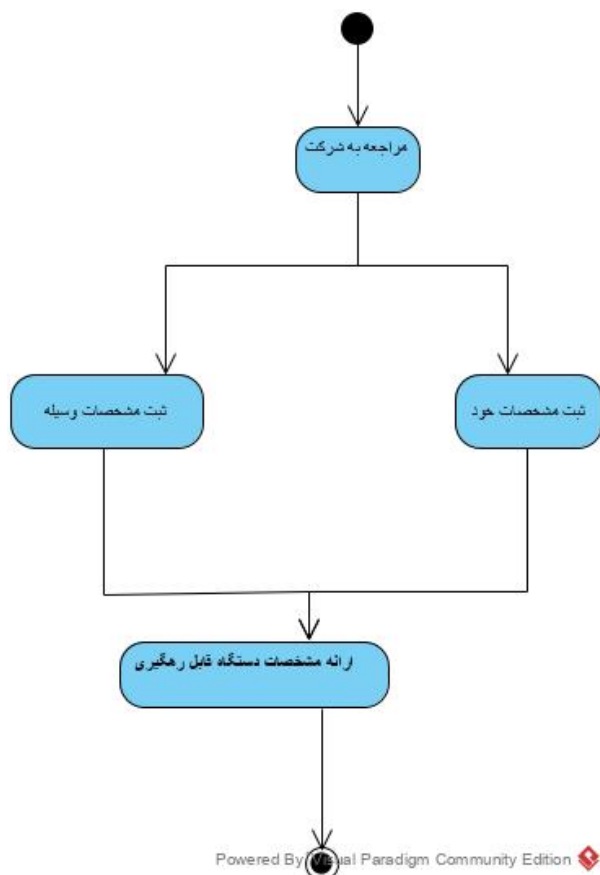 مراجعه به شرکت
ثبت مشخصات خود
ثبت مشخصات وسیله
ارائه مشخصات دستگاه قابل رهگیری
Powered By Visual Paradigm Community Edition